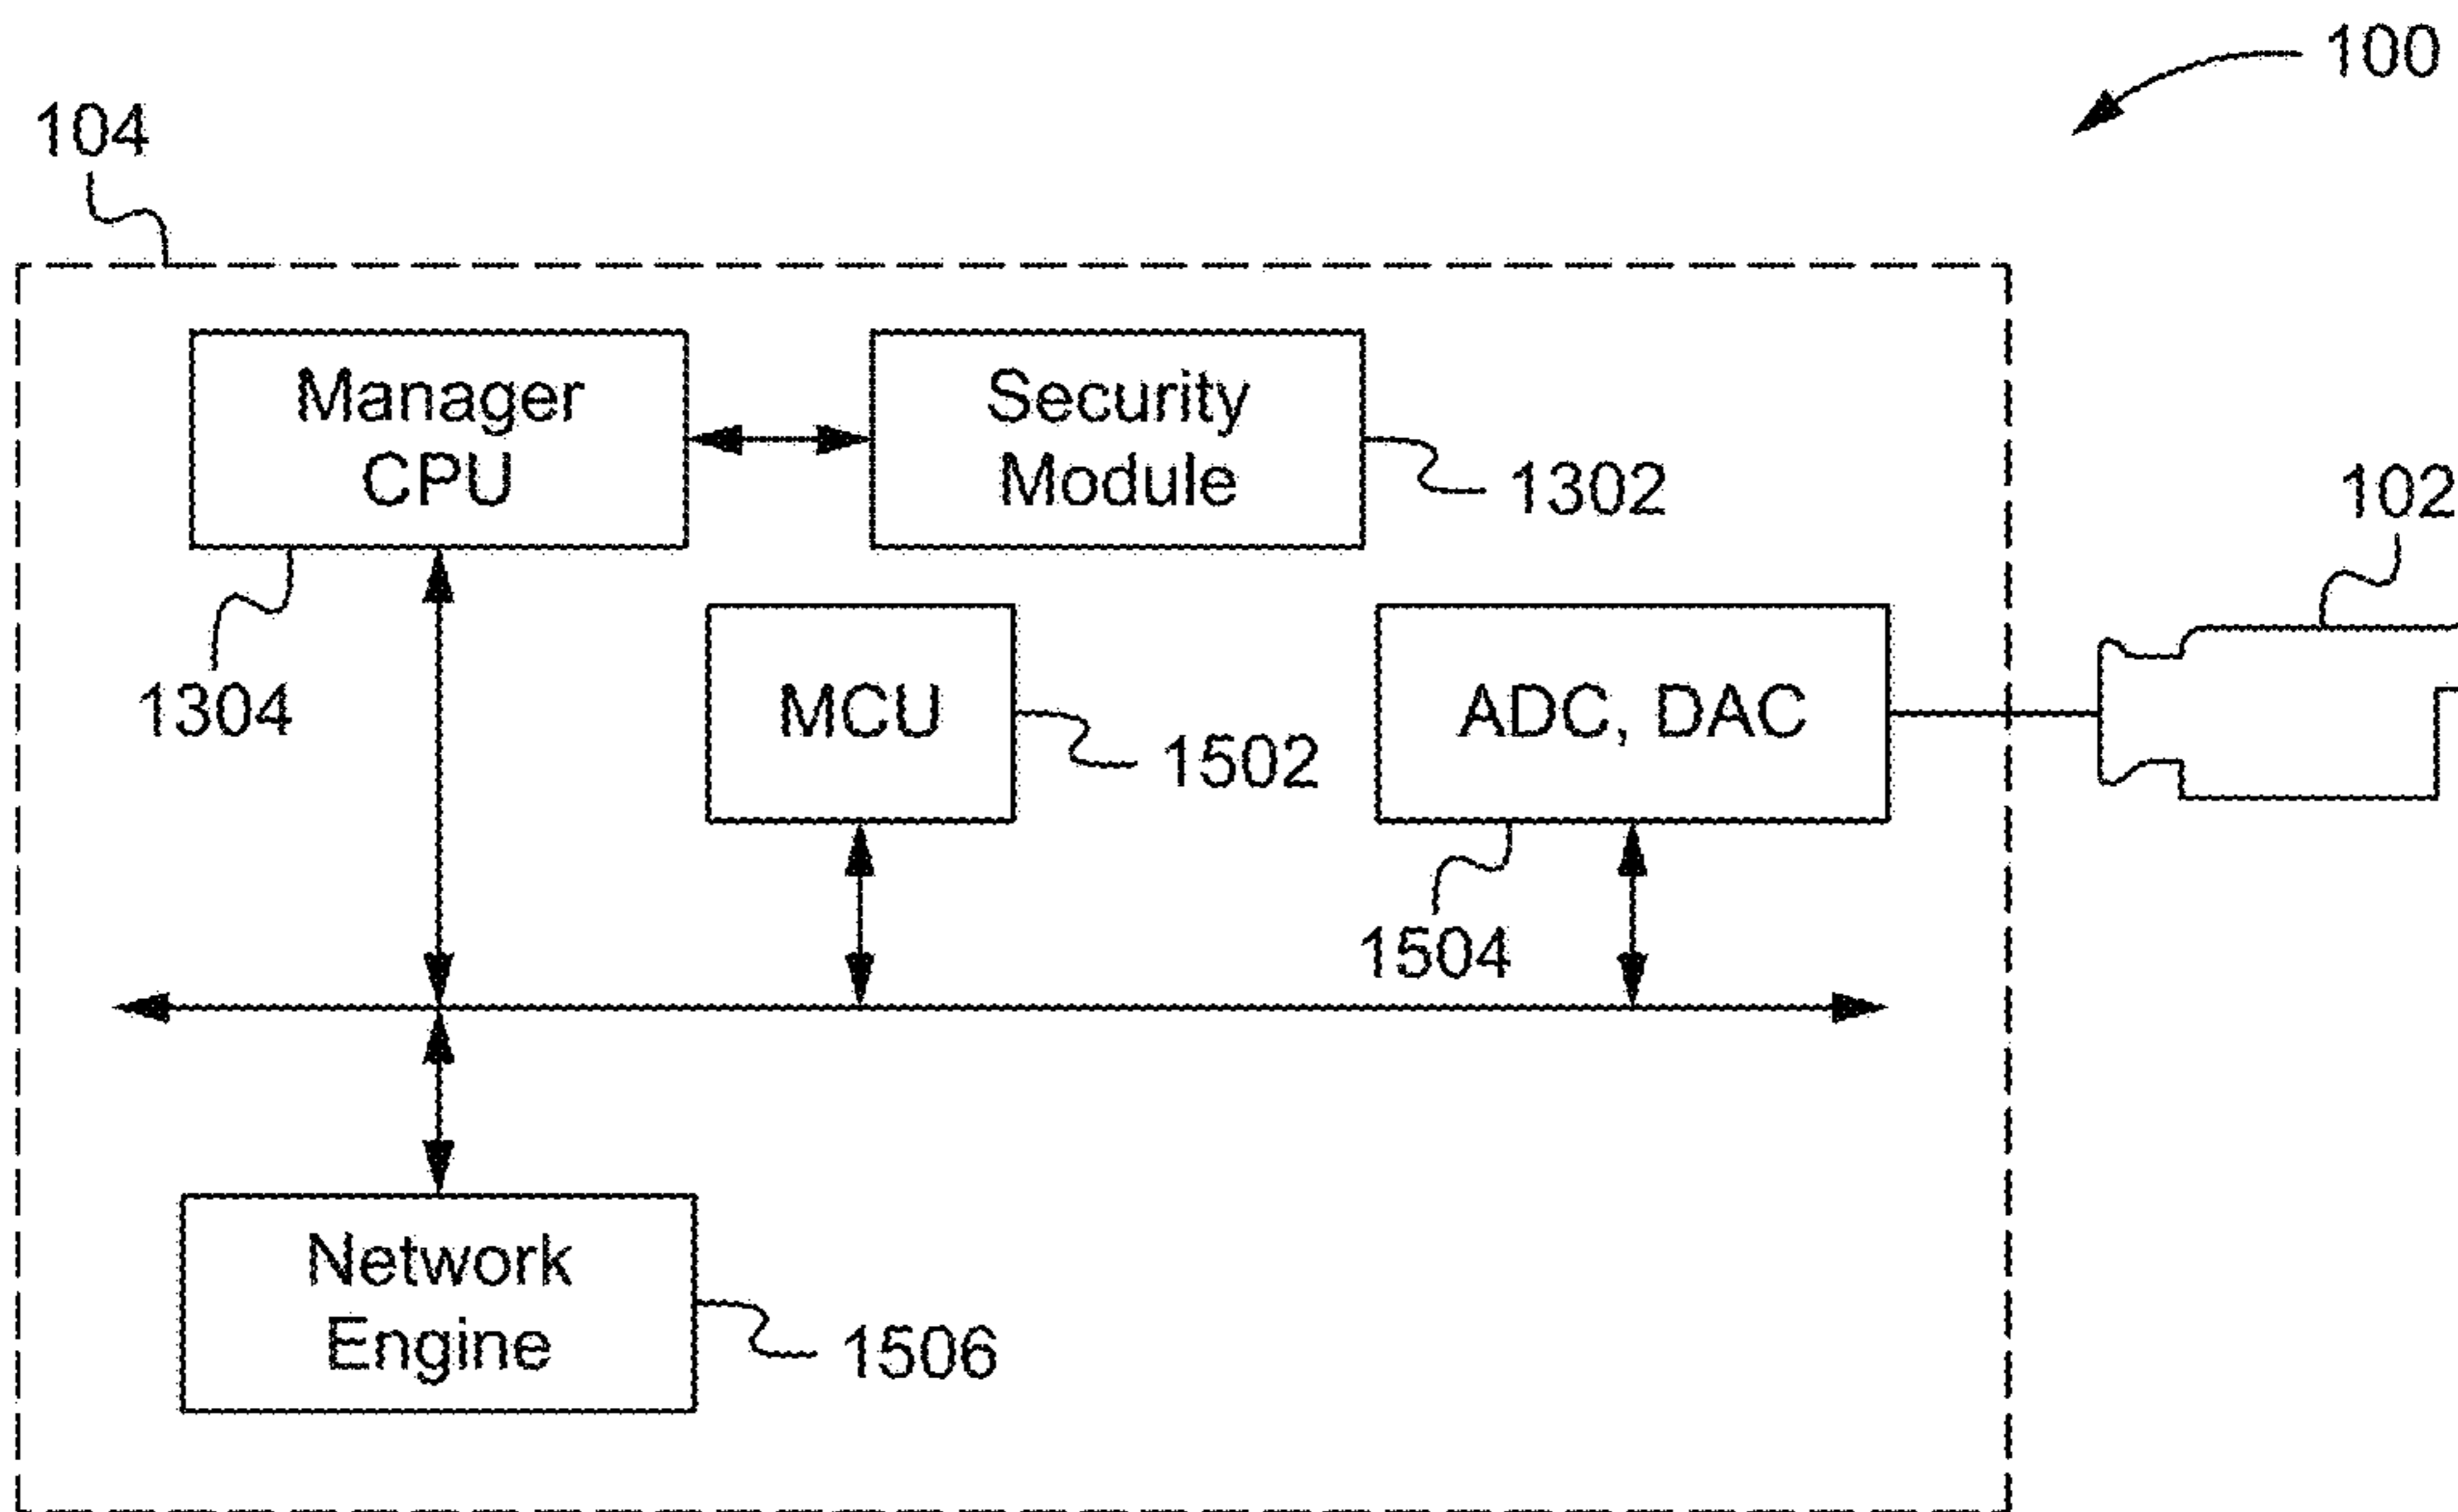 100
104
Manager
CPU
Security
Module
1302
102
1304
MCU
1502
ADC, DAC
1504
Network
Engine
1506